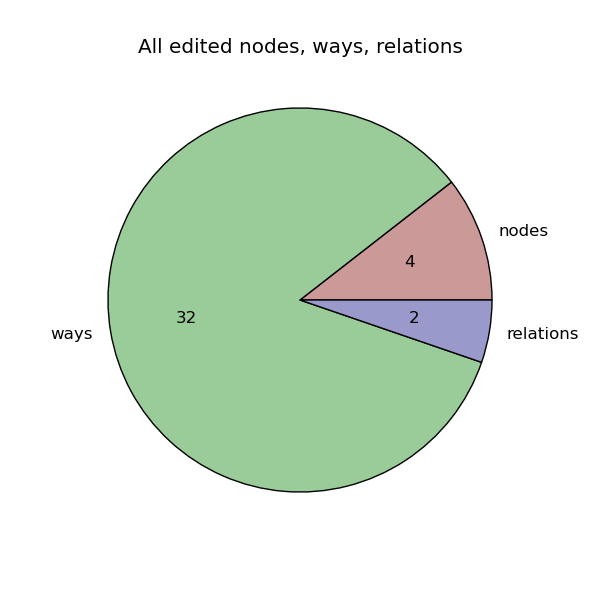 All edited nodes, ways, relations
nodes
4
32
2
ways
relations